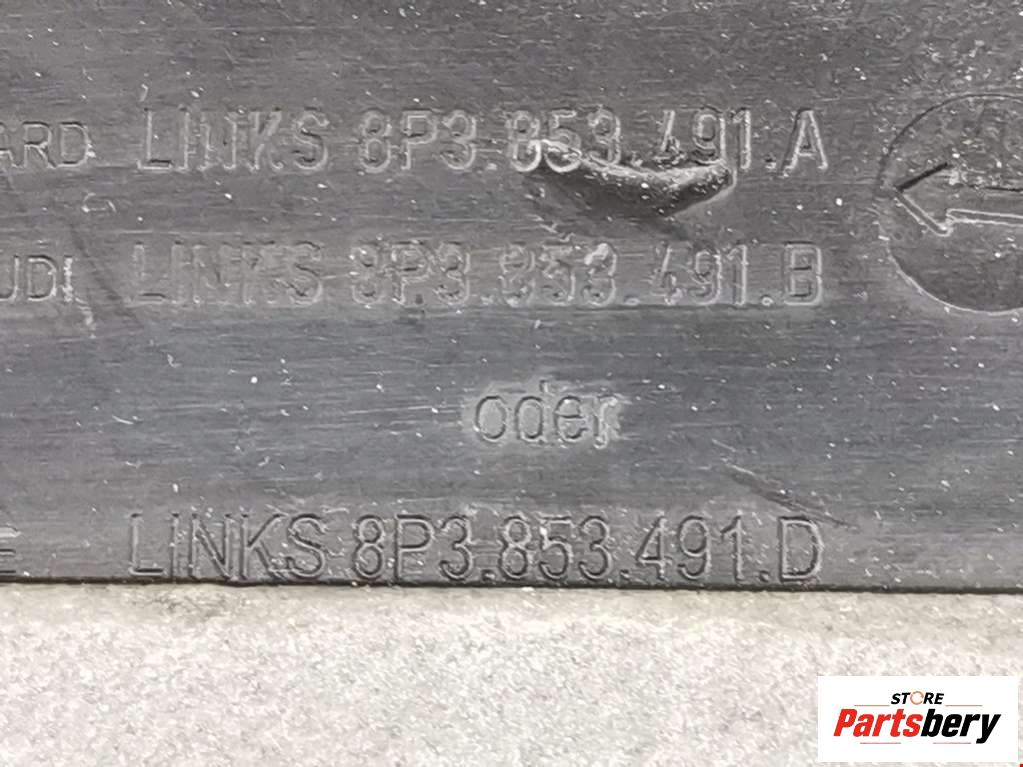 ARD LINKS 8P3.853.491.A
UDI LINKS 8P3.853.491.B
oder
E LINKS 8P3.853.491.D
STORE
Partsbery